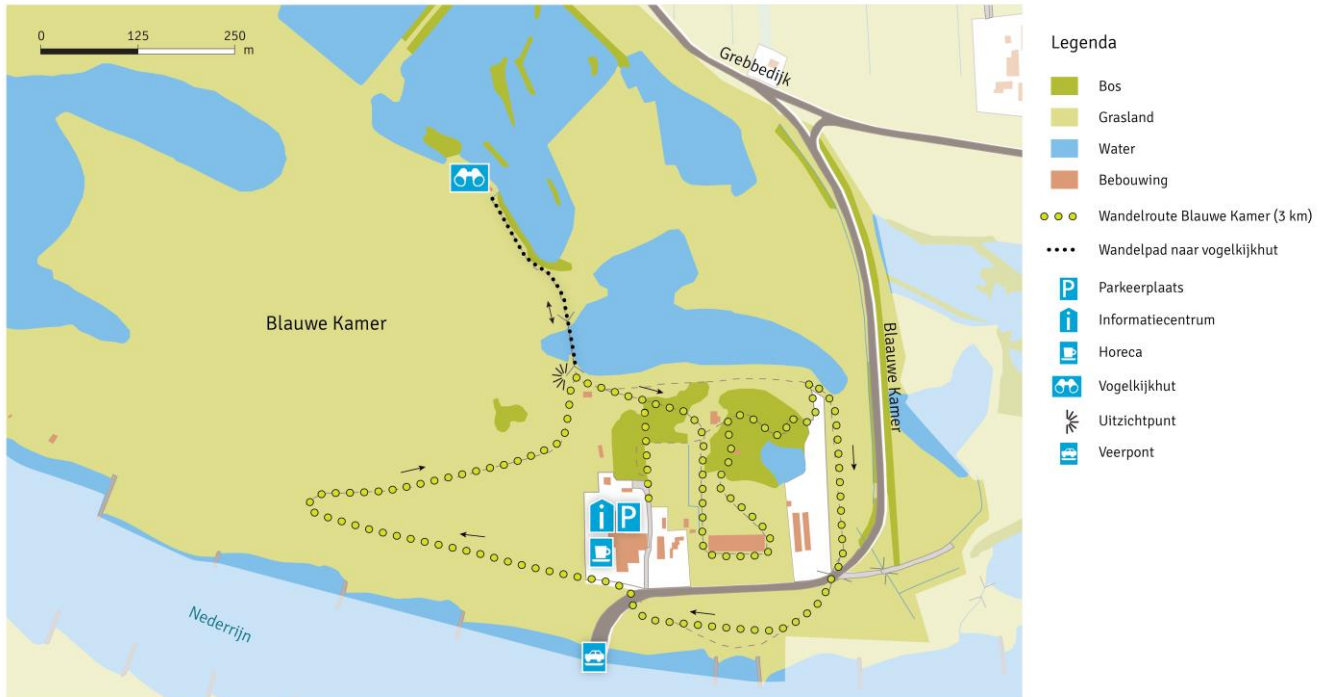 0 125 250
m
Grebbedijk
Blauwe Kamer
Blaauwe Kamer
Nederrijn
i P
Legenda
Bos
Grasland
Water
Bebouwing
Wandelroute Blauwe Kamer (3 km)
Wandelpad naar vogelkijkhut
P Parkeerplaats
i Informatiecentrum
Horeca
Vogelkijkhut
Uitzichtpunt
Veerpont